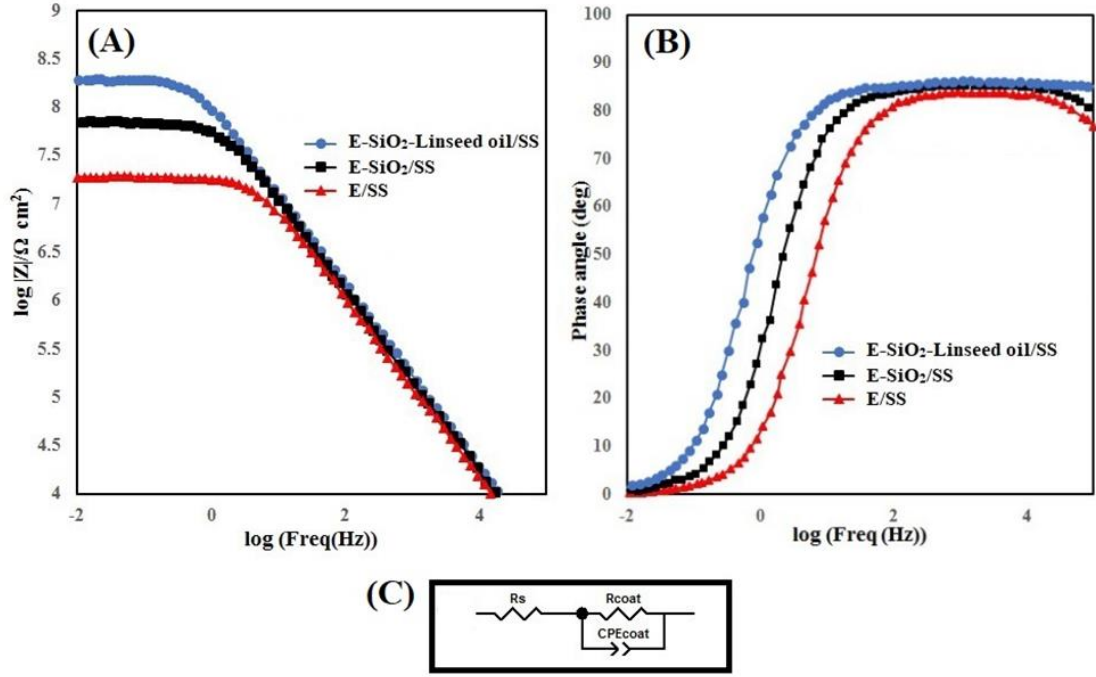 (A)
9
8.5
8
7.5
7
6.5
6
5.5
5
4.5
4
log |Z|/Ω cm²)
E-SiO₂-Linseed oil/SS
E-SiO₂/SS
E/SS
-2
0
2
4
log (Freq(Hz))
(B)
100
90
80
70
60
50
40
30
20
10
0
Phase angle (deg)
E-SiO₂-Linseed oil/SS
E-SiO₂/SS
E/SS
-2
0
2
4
log (Freq (Hz))
(C)
Rs
Rcoat
CPEcoat